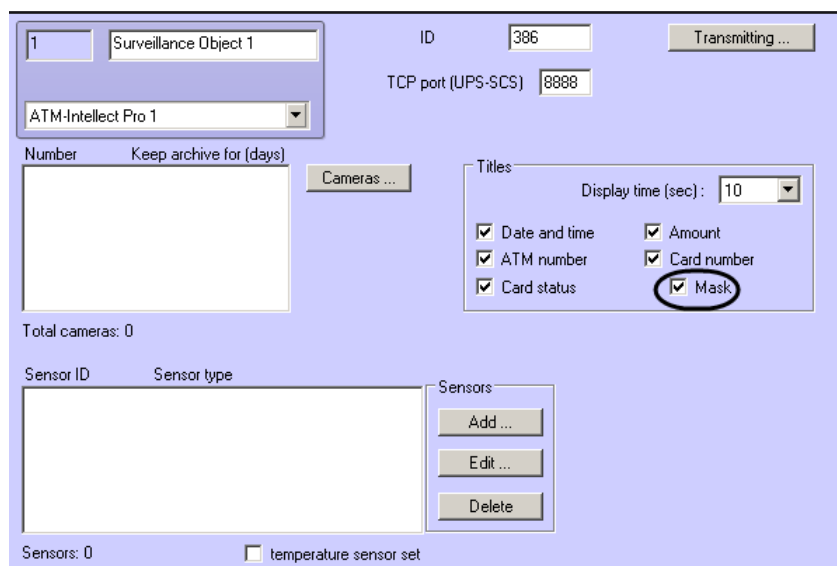 1 Surveillance Object 1
ID 386
Transmitting ...
TCP port (UPS-SCS) 8888
ATM-Intellect Pro 1
Number Keep archive for (days)
Cameras ...
Titles
Display time (sec) : 10
Date and time Amount
ATM number Card number
Card status Mask
Total cameras: 0
Sensor ID Sensor type
Sensors
Add ...
Edit ...
Delete
Sensors: 0 temperature sensor set